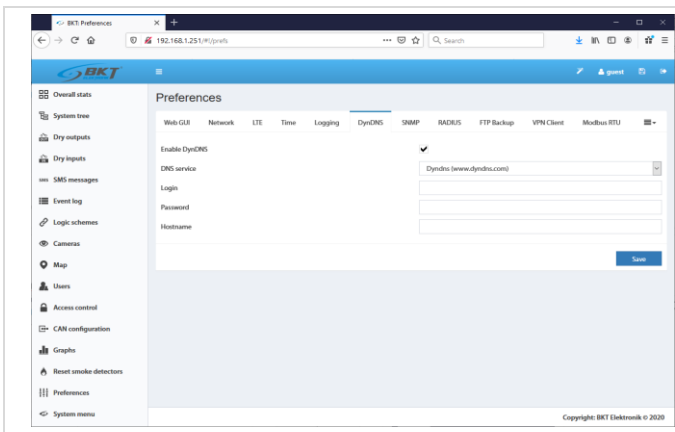 BKT: Preferences
192.168.1.251/#!/prefs
Search
BKT
guest
Overall stats
System tree
Dry outputs
Dry inputs
SMS messages
Event log
Logic schemes
Cameras
Map
Users
Access control
CAN configuration
Graphs
Reset smoke detectors
Preferences
System menu
Preferences
Web GUI Network LTE Time Logging DynDNS SNMP RADIUS FTP Backup VPN Client Modbus RTU
Enable DynDNS
DNS service Dyndns (www.dyndns.com)
Login
Password
Hostname
Save
Copyright: BKT Elektronik © 2020